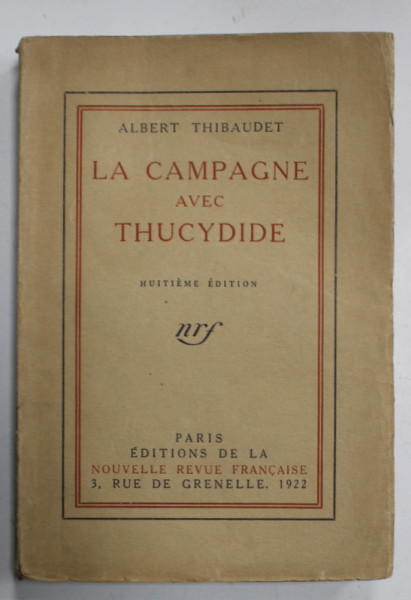 ALBERT THIBAUDET
LA CAMPAGNE
AVEC
THUCYDIDE
HUITIÈME ÉDITION
nrf
PARIS
ÉDITIONS DE LA
NOUVELLE REVUE FRANÇAISE
3, RUE DE GRENELLE. 1922